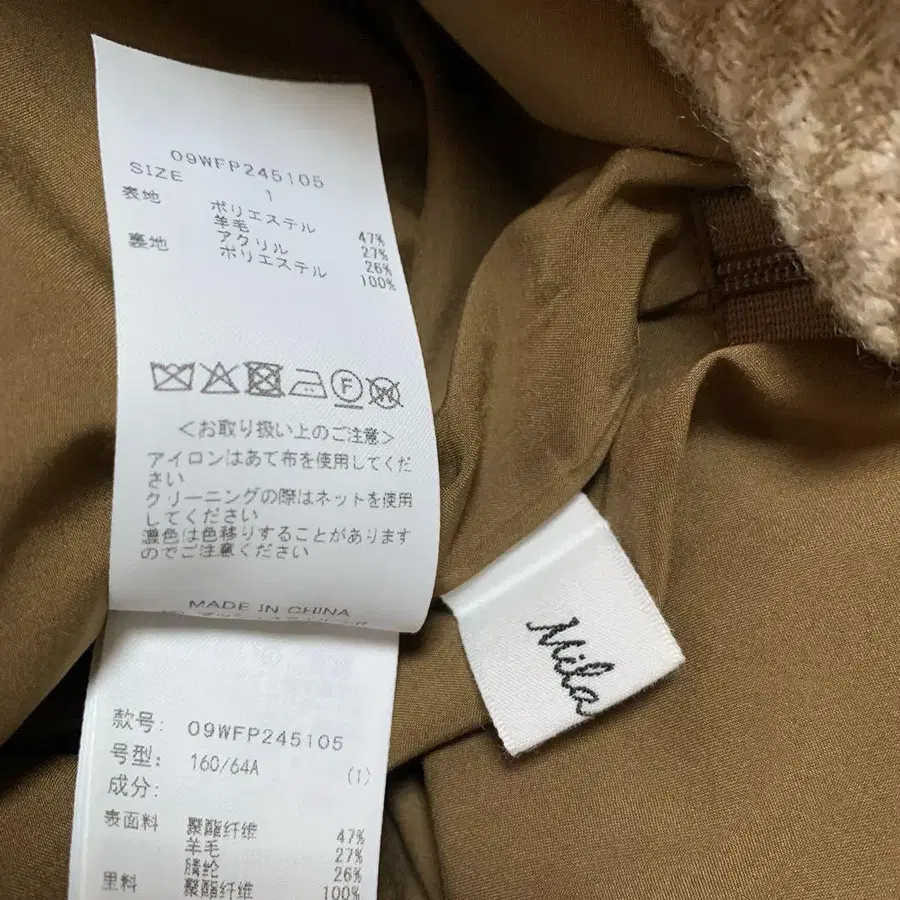 09WFP245105
SIZE 1
表地 ポリエステル 47%
羊毛 27%
アクリル 26%
裏地 ポリエステル 100%
F
W
<お取り扱い上のご注意>
アイロンはあて布を使用してくだ
さい
クリーニングの際はネットを使用
してください
濃色は色移りすることがあります
のでご注意ください
MADE IN CHINA
款号: 09WFP245105
号型: 160/64A (1)
成分:
表面料 聚酯纤维 47%
羊毛 27%
腈纶 26%
里料 聚酯纤维 100%
Mila